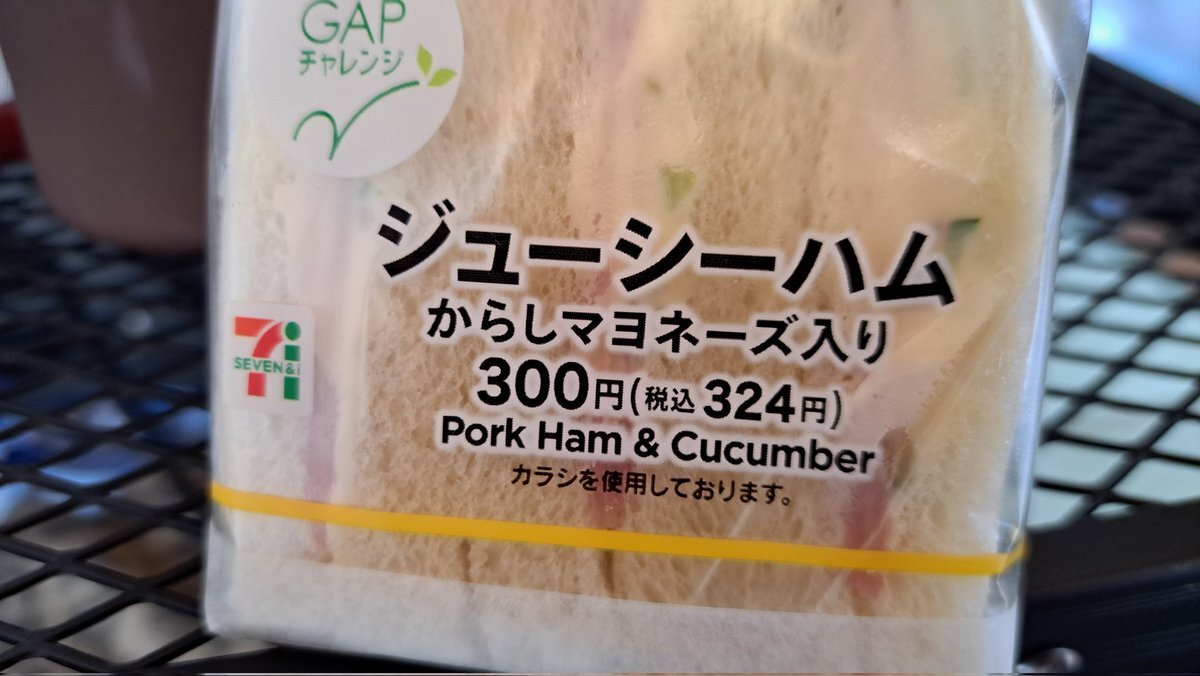 GAP
チャレンジ
ジューシーハム
からしマヨネーズ入り
SEVEN&i
300円(税込 324円)
Pork Ham & Cucumber
カラシを使用しております。